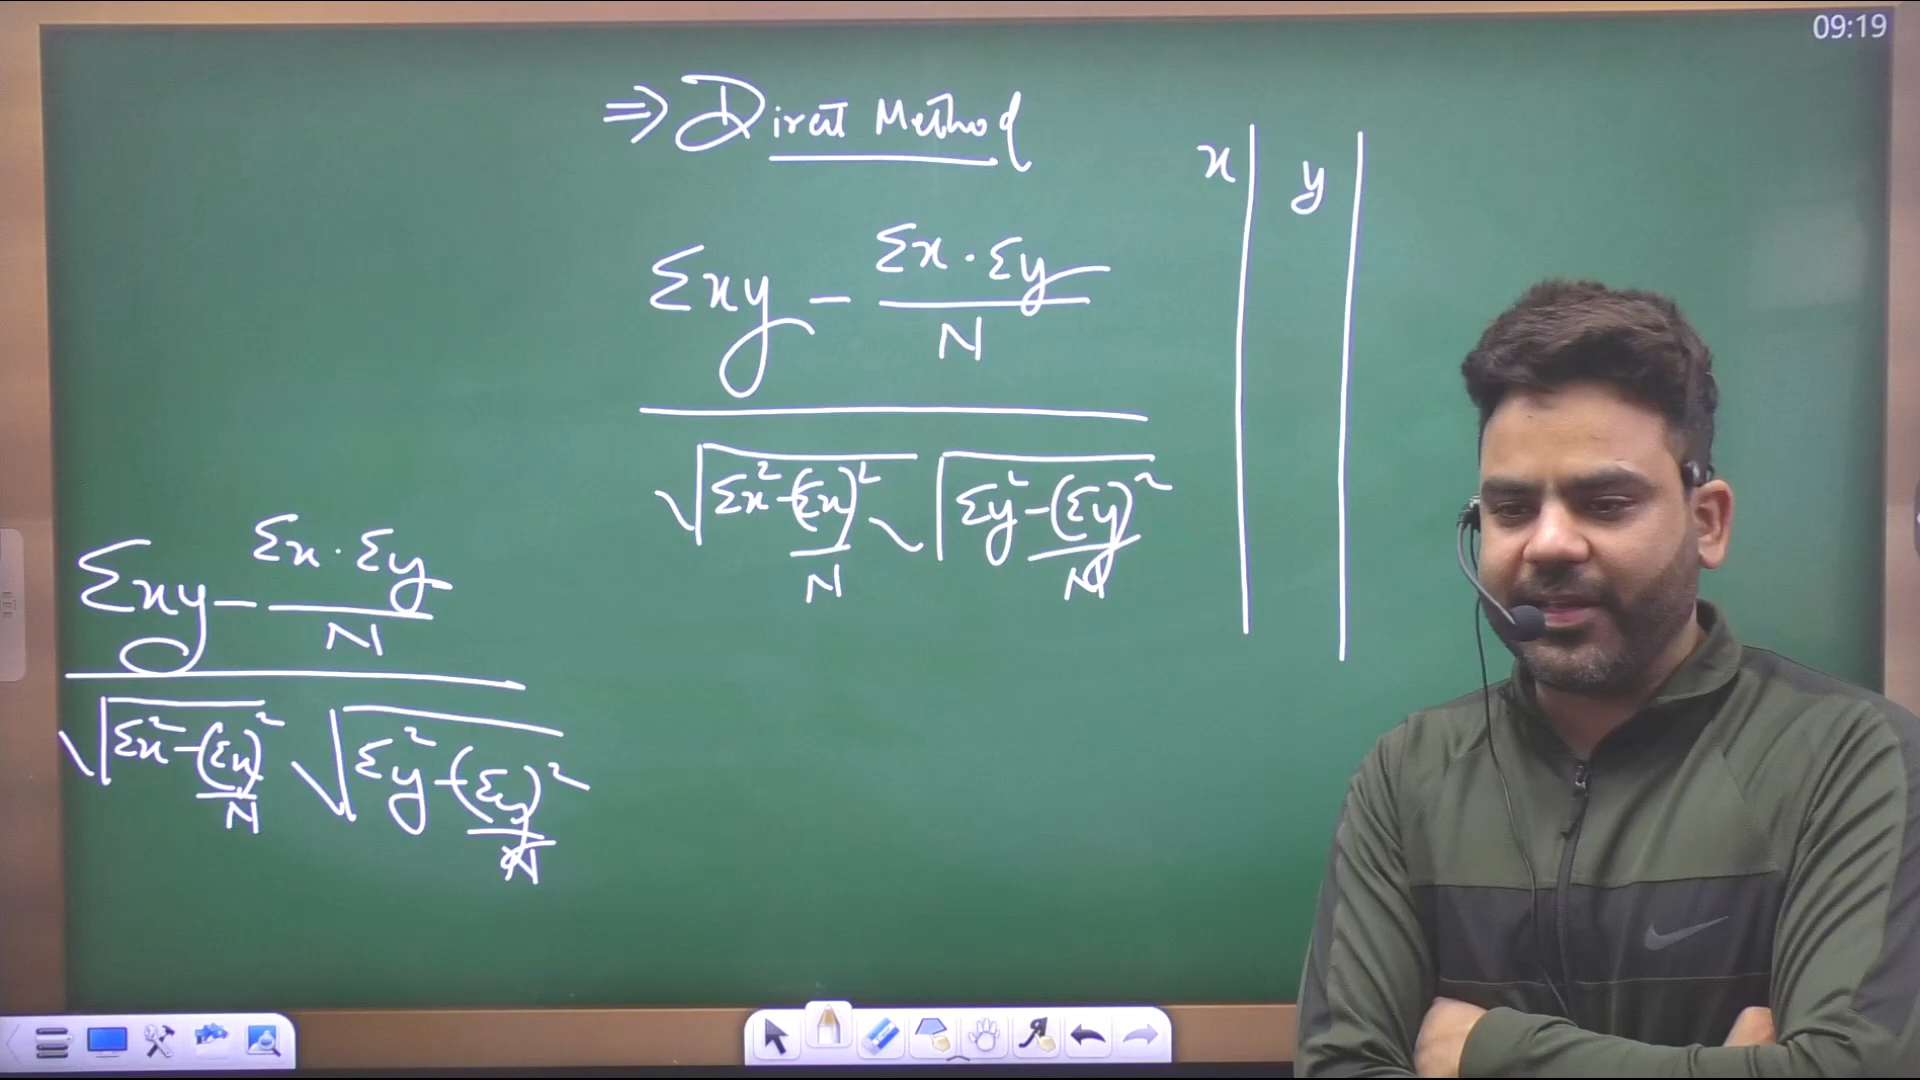 09:19
⇒ Direct Method
x | y
Σxy - Σx · Σy
N
√Σx² - (Σx)² √Σy² - (Σy)²
N N
Σxy - Σx · Σy
N
√Σx² - (Σx)² √Σy² - (Σy)²
N N